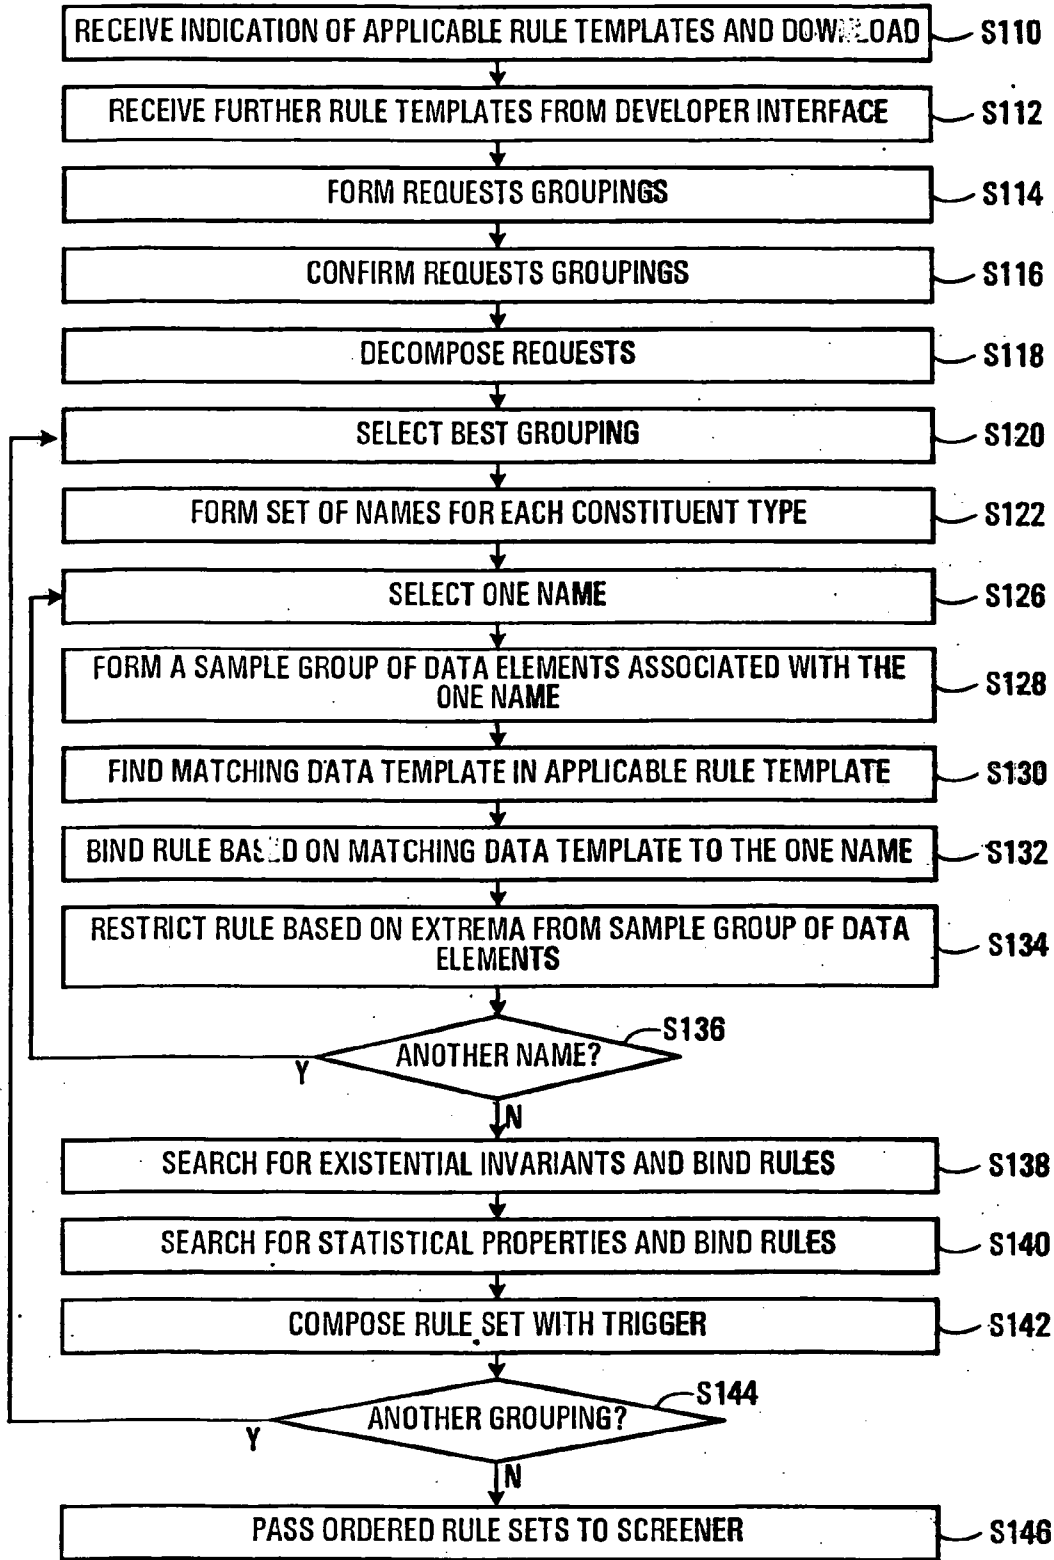 RECEIVE INDICATION OF APPLICABLE RULE TEMPLATES AND DOWNLOAD S110
RECEIVE FURTHER RULE TEMPLATES FROM DEVELOPER INTERFACE S112
FORM REQUESTS GROUPINGS S114
CONFIRM REQUESTS GROUPINGS S116
DECOMPOSE REQUESTS S118
SELECT BEST GROUPING S120
FORM SET OF NAMES FOR EACH CONSTITUENT TYPE S122
SELECT ONE NAME S126
FORM A SAMPLE GROUP OF DATA ELEMENTS ASSOCIATED WITH THE
ONE NAME S128
FIND MATCHING DATA TEMPLATE IN APPLICABLE RULE TEMPLATE S130
BIND RULE BASED ON MATCHING DATA TEMPLATE TO THE ONE NAME S132
RESTRICT RULE BASED ON EXTREMA FROM SAMPLE GROUP OF DATA
ELEMENTS S134
S136
ANOTHER NAME?
Y
N
SEARCH FOR EXISTENTIAL INVARIANTS AND BIND RULES S138
SEARCH FOR STATISTICAL PROPERTIES AND BIND RULES S140
COMPOSE RULE SET WITH TRIGGER S142
S144
ANOTHER GROUPING?
Y
N
PASS ORDERED RULE SETS TO SCREENER S146